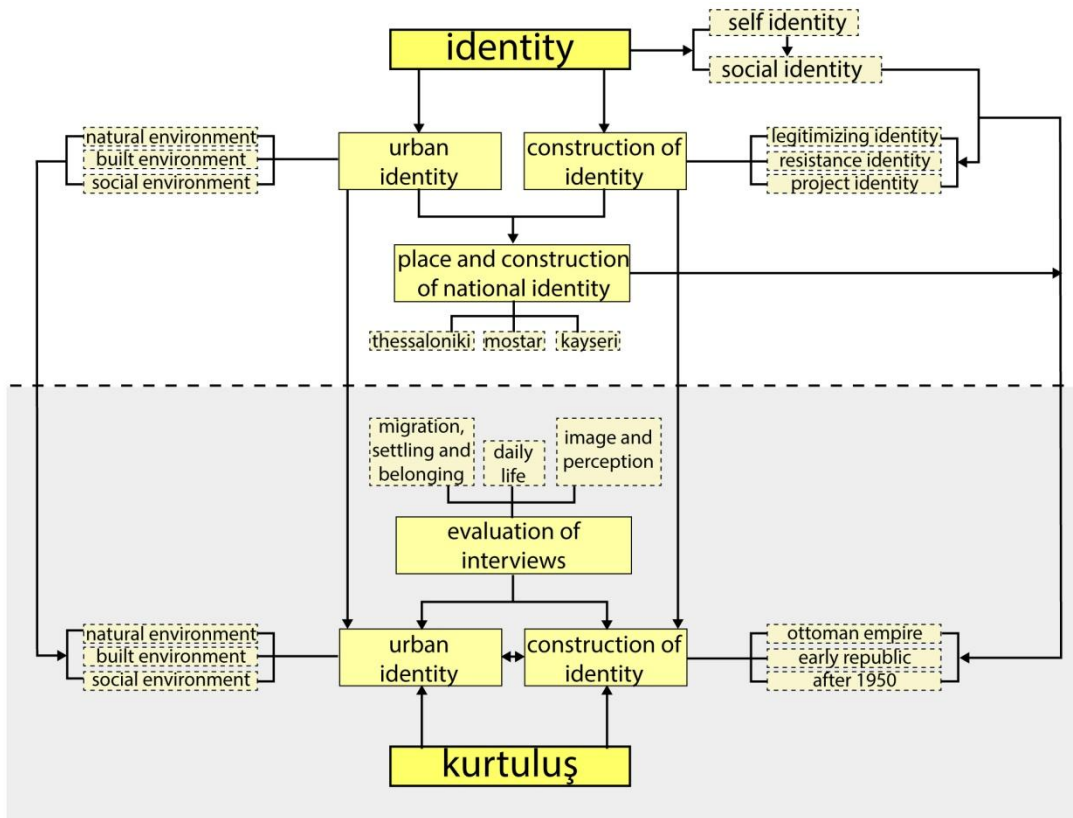 identity
self identity
social identity
natural environment
built environment
social environment
urban
identity
construction of
identity
legitimizing identity
resistance identity
project identity
place and construction
of national identity
thessaloniki
mostar
kayseri
migration,
settling and
belonging
daily
life
image and
perception
evaluation of
interviews
natural environment
built environment
social environment
urban
identity
construction of
identity
ottoman empire
early republic
after 1950
kurtuluş